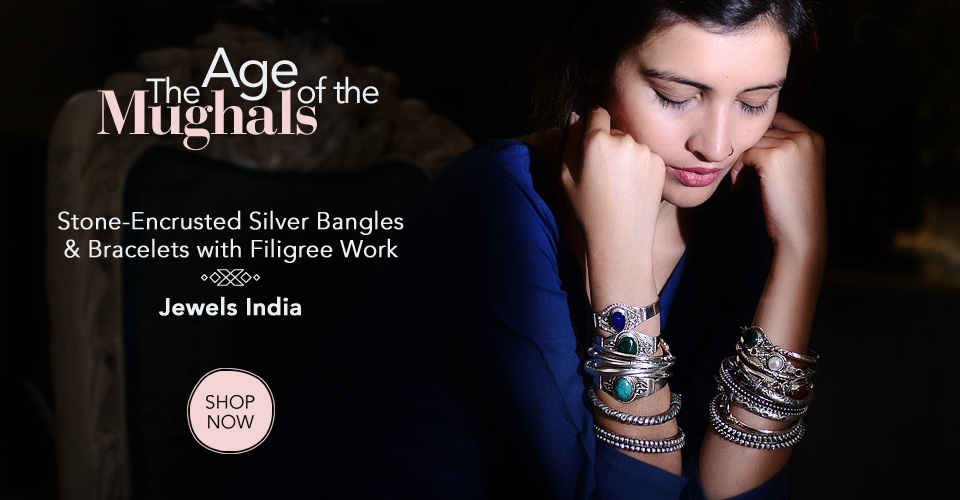 The Age of the
Mughals
Stone-Encrusted Silver Bangles
& Bracelets with Filigree Work
Jewels India
SHOP
NOW